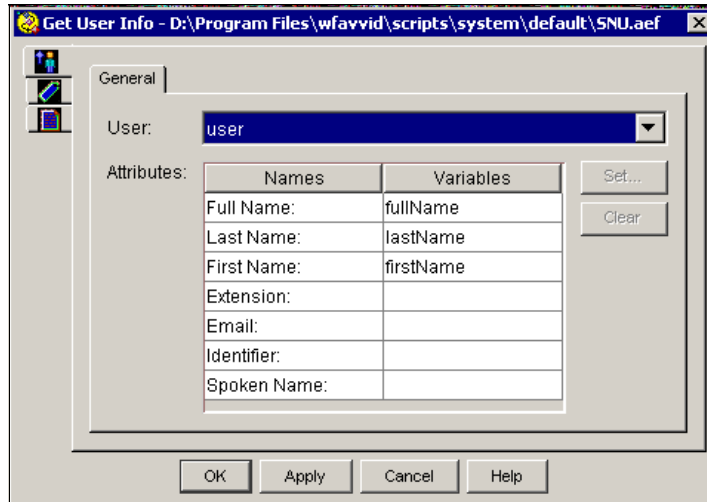 Get User Info - D:\Program Files\wfavvid\scripts\system\default\SNU.aef
General
User: user
Attributes:
Names Variables
Set...
Full Name: fullName
Clear
Last Name: lastName
First Name: firstName
Extension:
Email:
Identifier:
Spoken Name:
OK Apply Cancel Help